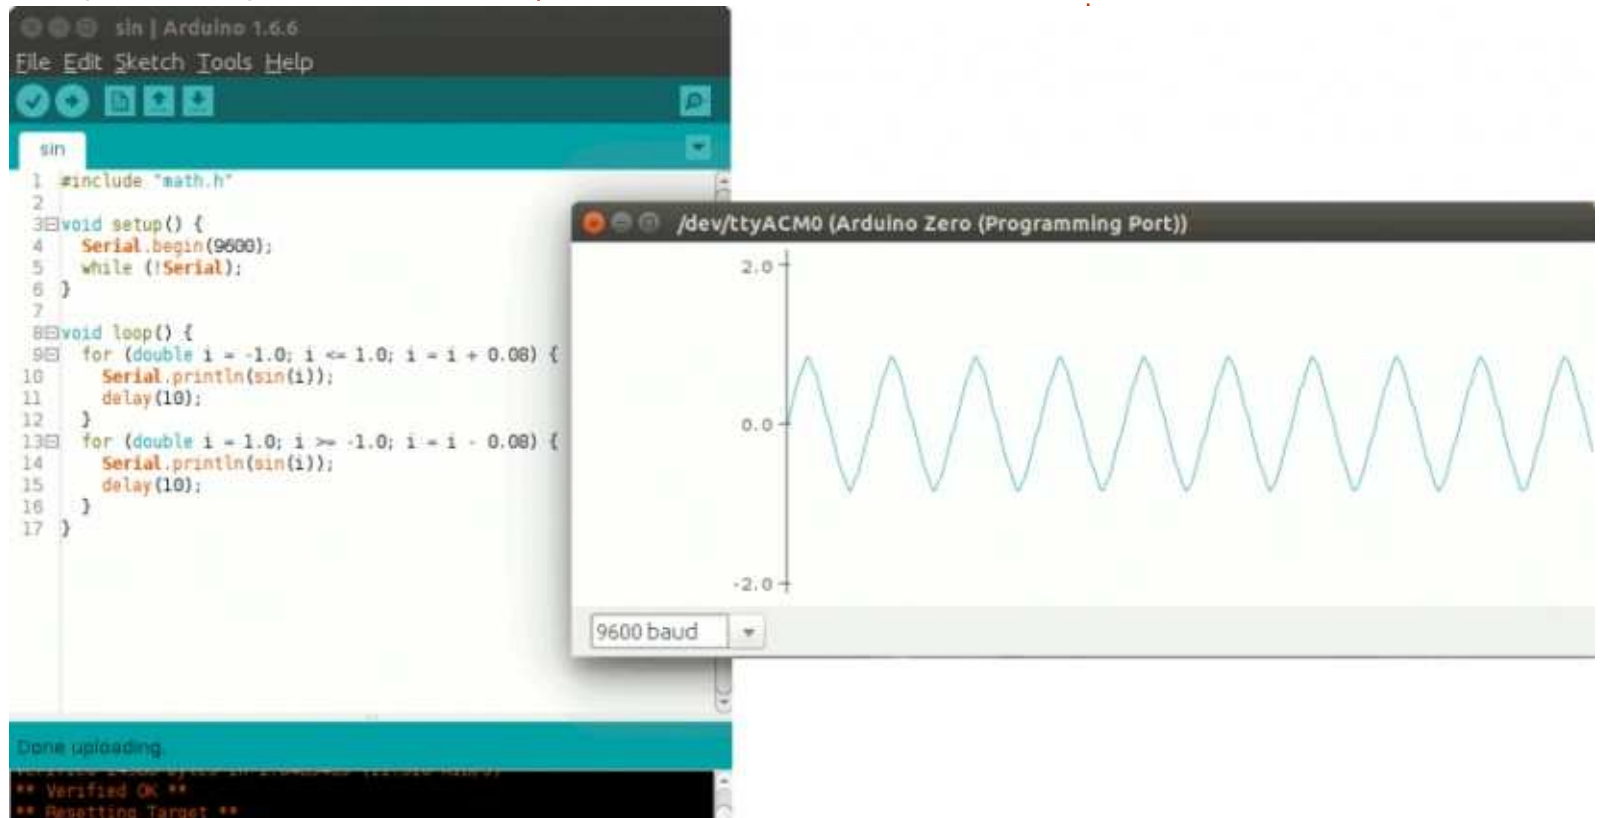 sin | Arduino 1.6.6
File Edit Sketch Tools Help
sin
1 #include "math.h"
2
3 void setup() {
4 Serial.begin(9600);
5 while (!Serial);
6 }
7
8 void loop() {
9 for (double i = -1.0; i <= 1.0; i = i + 0.08) {
10 Serial.println(sin(i));
11 delay(10);
12 }
13 for (double i = 1.0; i >= -1.0; i = i - 0.08) {
14 Serial.println(sin(i));
15 delay(10);
16 }
17 }
Done uploading.
** Verified OK **
** Resetting Target **
/dev/ttyACM0 (Arduino Zero (Programming Port))
2.0
0.0
-2.0
9600 baud